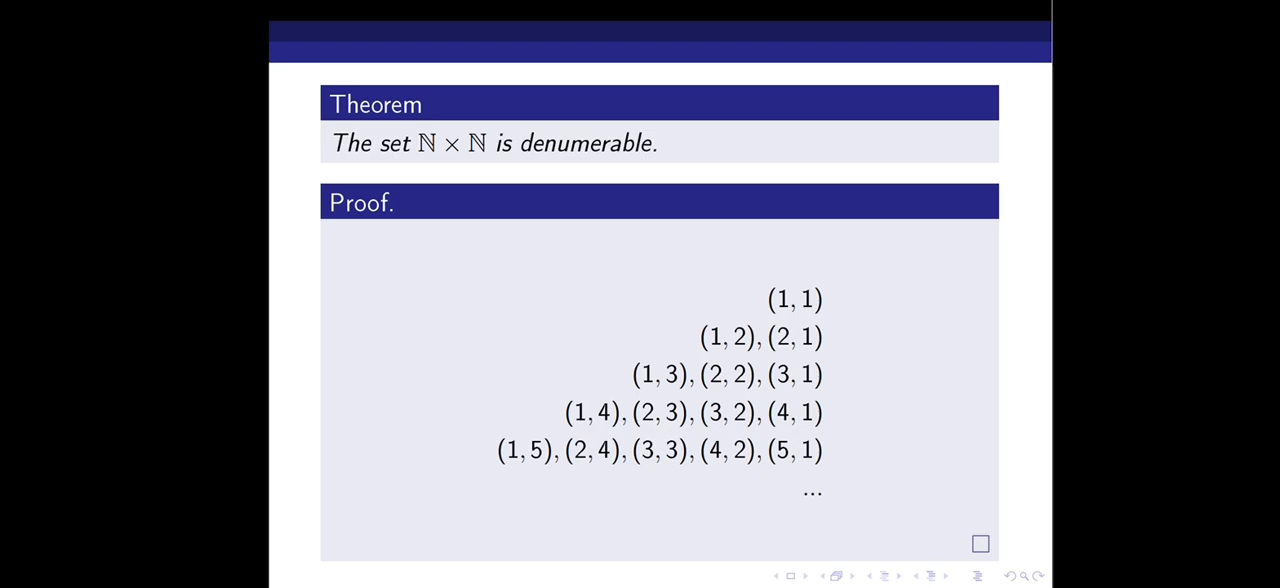 Theorem
The set ℕ × ℕ is denumerable.
Proof.
(1, 1)
(1, 2), (2, 1)
(1, 3), (2, 2), (3, 1)
(1, 4), (2, 3), (3, 2), (4, 1)
(1, 5), (2, 4), (3, 3), (4, 2), (5, 1)
...